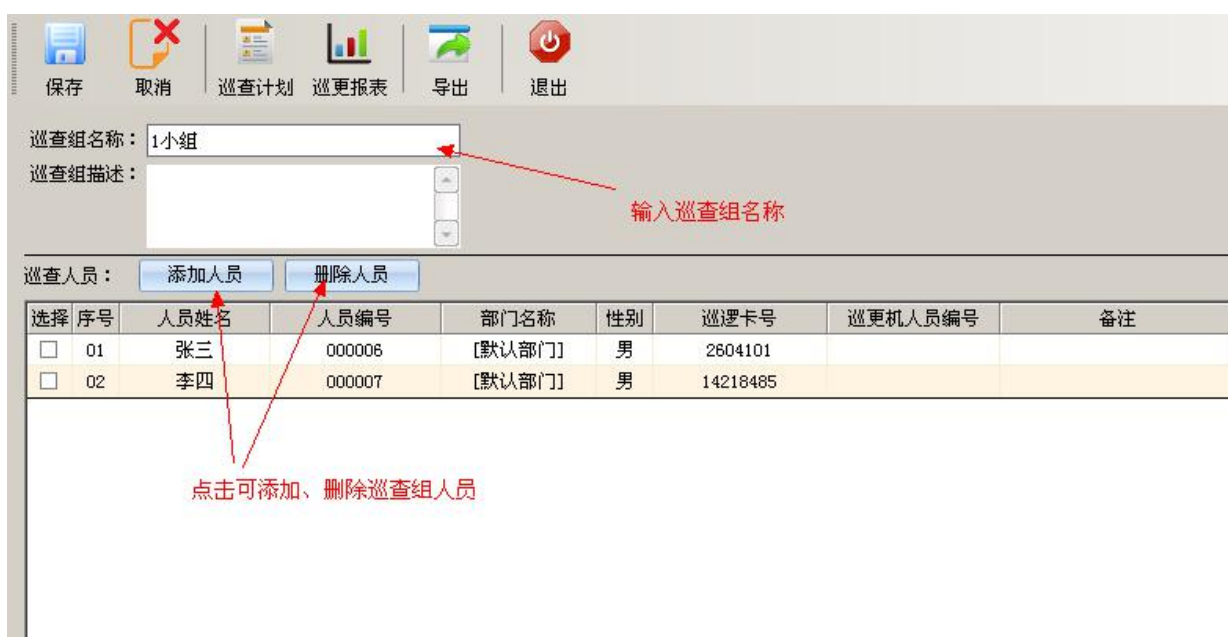 保存 取消 巡查计划 巡更报表 导出 退出
巡查组名称： 1小组
巡查组描述：
输入巡查组名称
巡查人员： 添加人员 删除人员
选择 序号 人员姓名 人员编号 部门名称 性别 巡逻卡号 巡更机人员编号 备注
01 张三 000006 [默认部门] 男 2604101
02 李四 000007 [默认部门] 男 14218485
点击可添加、删除巡查组人员